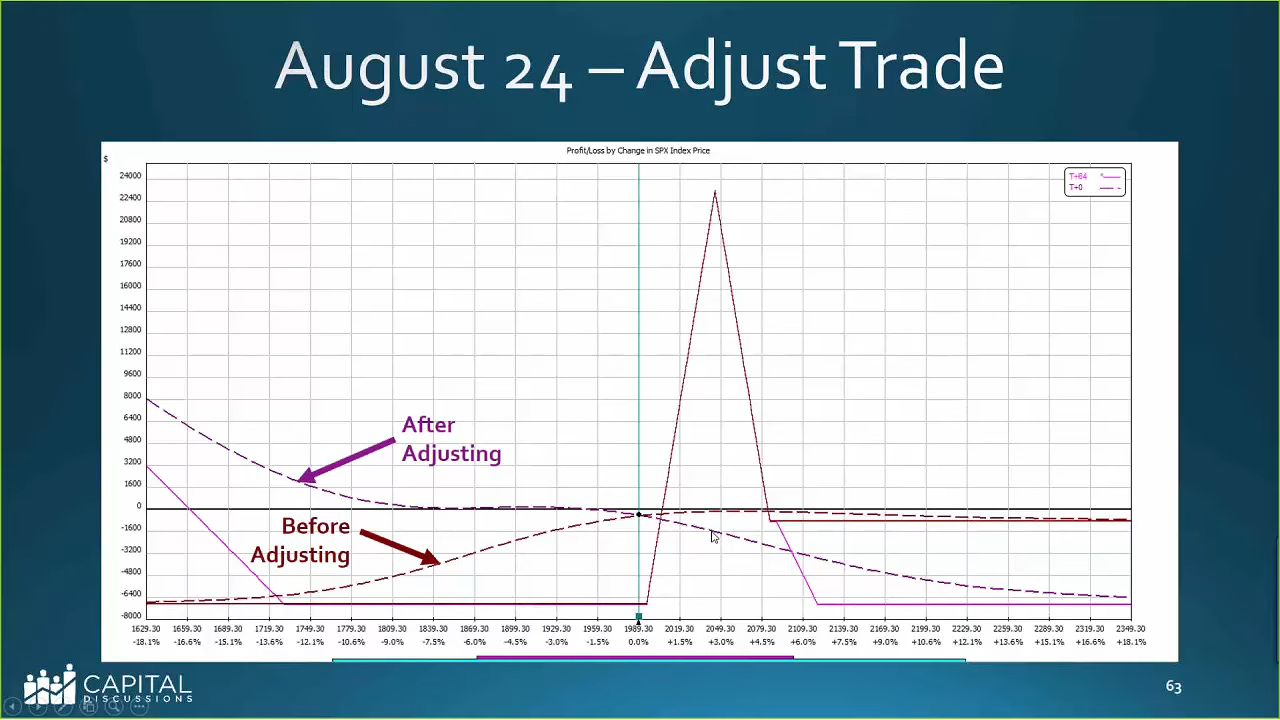 August 24 – Adjust Trade
Profit/Loss by Change in SPX Index Price
$
T+64
T+0
24000
22400
20800
19200
17600
16000
14400
12800
11200
9600
8000
6400
4800
3200
1600
0
-1600
-3200
-4800
-6400
-8000
After
Adjusting
Before
Adjusting
1629.30 1659.30 1689.30 1719.30 1749.30 1779.30 1809.30 1839.30 1869.30 1899.30 1929.30 1959.30 1989.30 2019.30 2049.30 2079.30 2109.30 2139.30 2169.30 2199.30 2229.30 2259.30 2289.30 2319.30 2349.30
-18.1% -16.6% -15.1% -13.6% -12.1% -10.6% -9.0% -7.5% -6.0% -4.5% -3.0% -1.5% 0.0% +1.5% +3.0% +4.5% +6.0% +7.5% +9.0% +10.6% +12.1% +13.6% +15.1% +16.6% +18.1%
CAPITAL
DISCUSSIONS
63